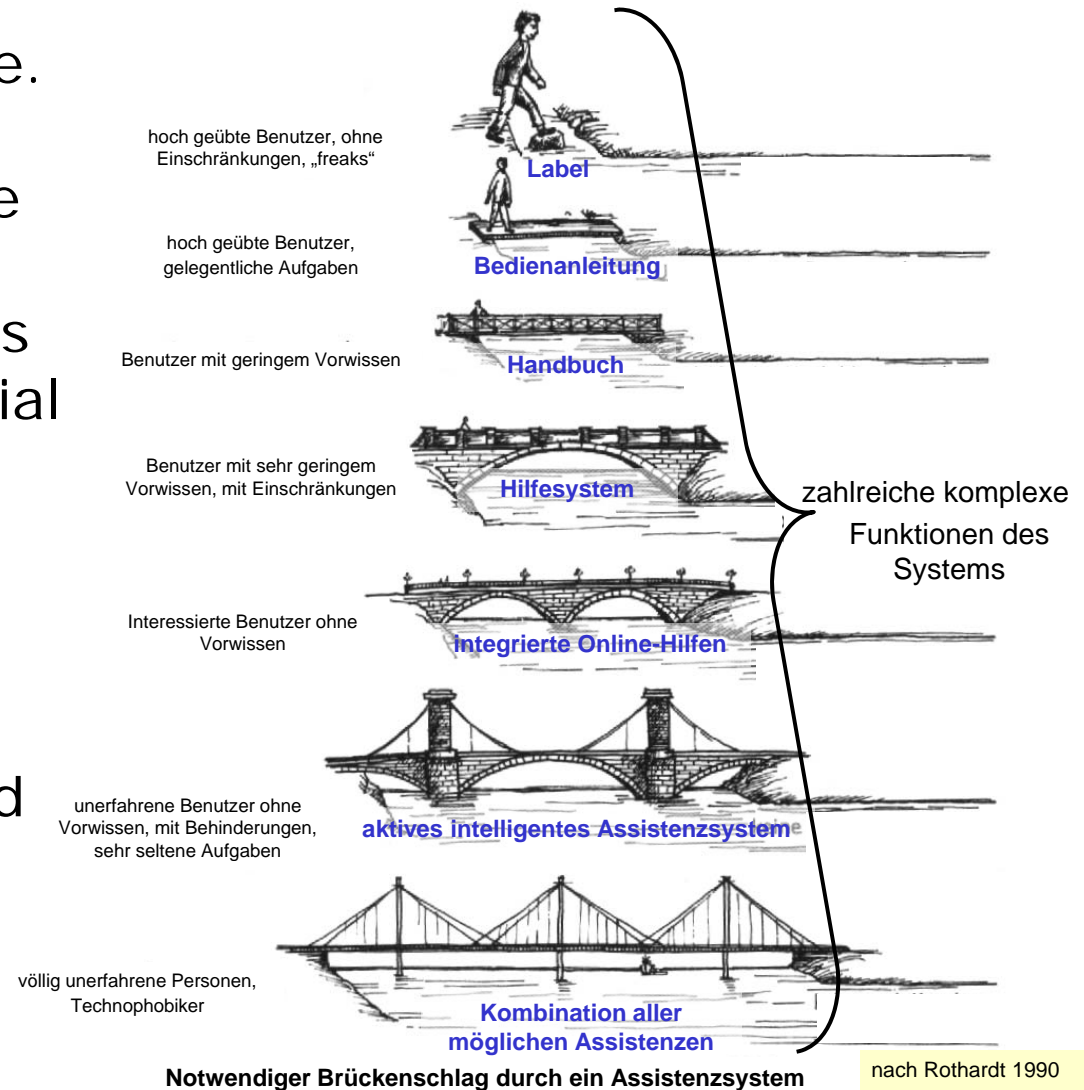 e.
hoch geübte Benutzer, ohne
Einschränkungen, „freaks“
Label
e
hoch geübte Benutzer,
gelegentliche Aufgaben
Bedienanleitung
s
Benutzer mit geringem Vorwissen
Handbuch
ial
Benutzer mit sehr geringem
Vorwissen, mit Einschränkungen
Hilfesystem
zahlreiche komplexe
Funktionen des
Systems
Interessierte Benutzer ohne
Vorwissen
integrierte Online-Hilfen
d
unerfahrene Benutzer ohne
Vorwissen, mit Behinderungen,
sehr seltene Aufgaben
aktives intelligentes Assistenzsystem
völlig unerfahrene Personen,
Technophobiker
Kombination aller
möglichen Assistenzen
Notwendiger Brückenschlag durch ein Assistenzsystem
nach Rothardt 1990